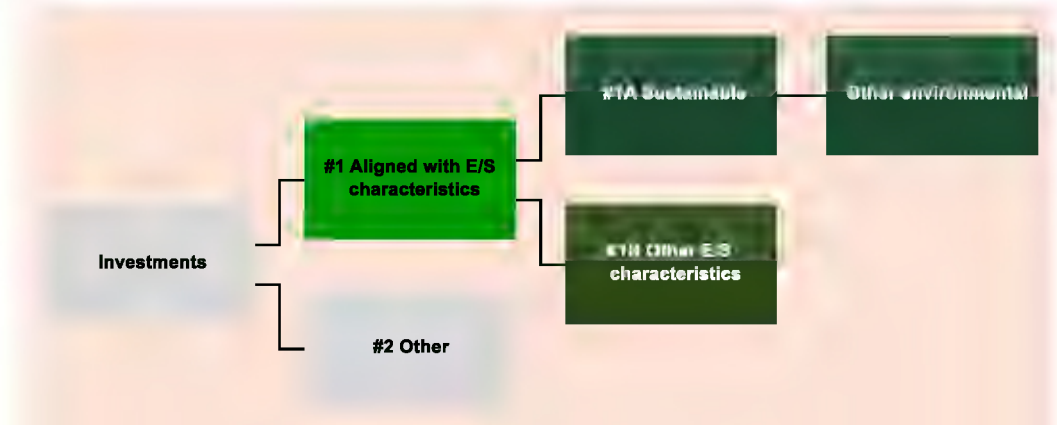 #1A Sustainable
Other environmental
#1 Aligned with E/S
characteristics
#1B Other E/S
characteristics
Investments
#2 Other